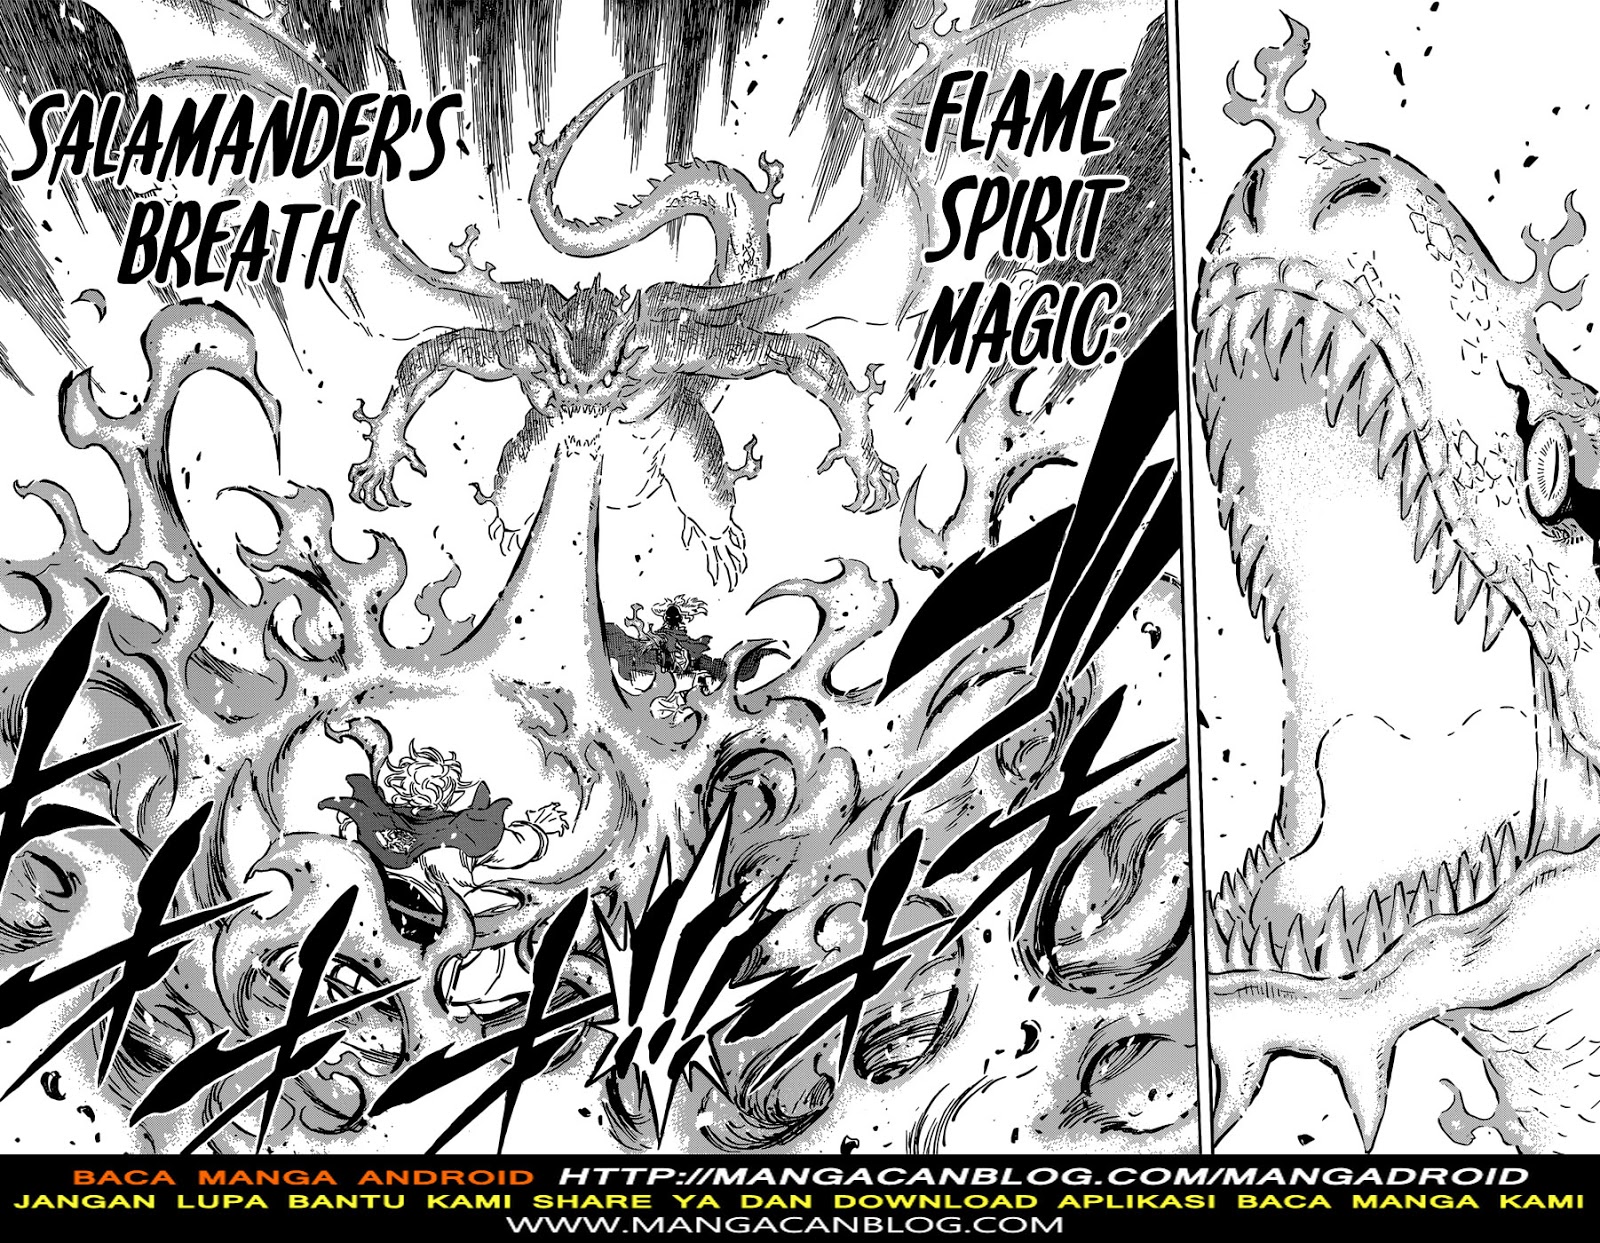 FLAME
SPIRIT
MAGIC:
SALAMANDER'S
BREATH
BACA MANGA ANDROID HTTP://MANGACANBLOG.COM/MANGADROID
JANGAN LUPA BANTU KAMI SHARE YA DAN DOWNLOAD APLIKASI BACA MANGA KAMI
WWW.MANGACANBLOG.COM